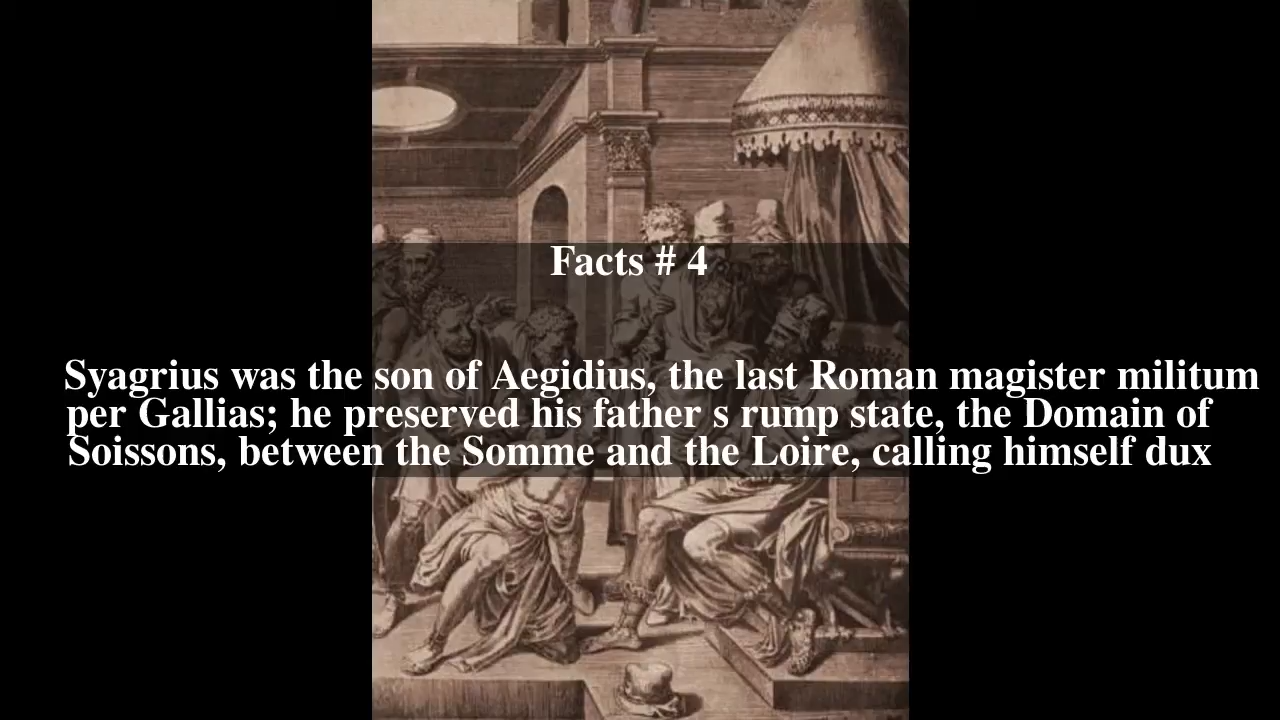 Facts # 4
Syagrius was the son of Aegidius, the last Roman magister militum
per Gallias; he preserved his father s rump state, the Domain of
Soissons, between the Somme and the Loire, calling himself dux